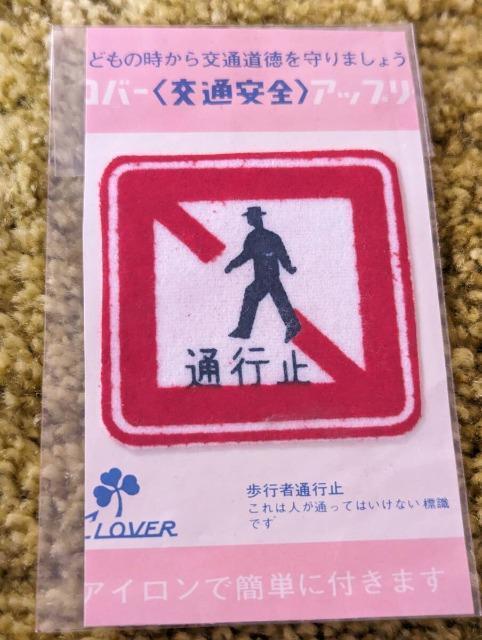 どもの時から交通道徳を守りましょう
ロバー〈交通安全〉アップリ
通行止
歩行者通行止
これは人が通ってはいけない標識
です
CLOVER
アイロンで簡単に付きます